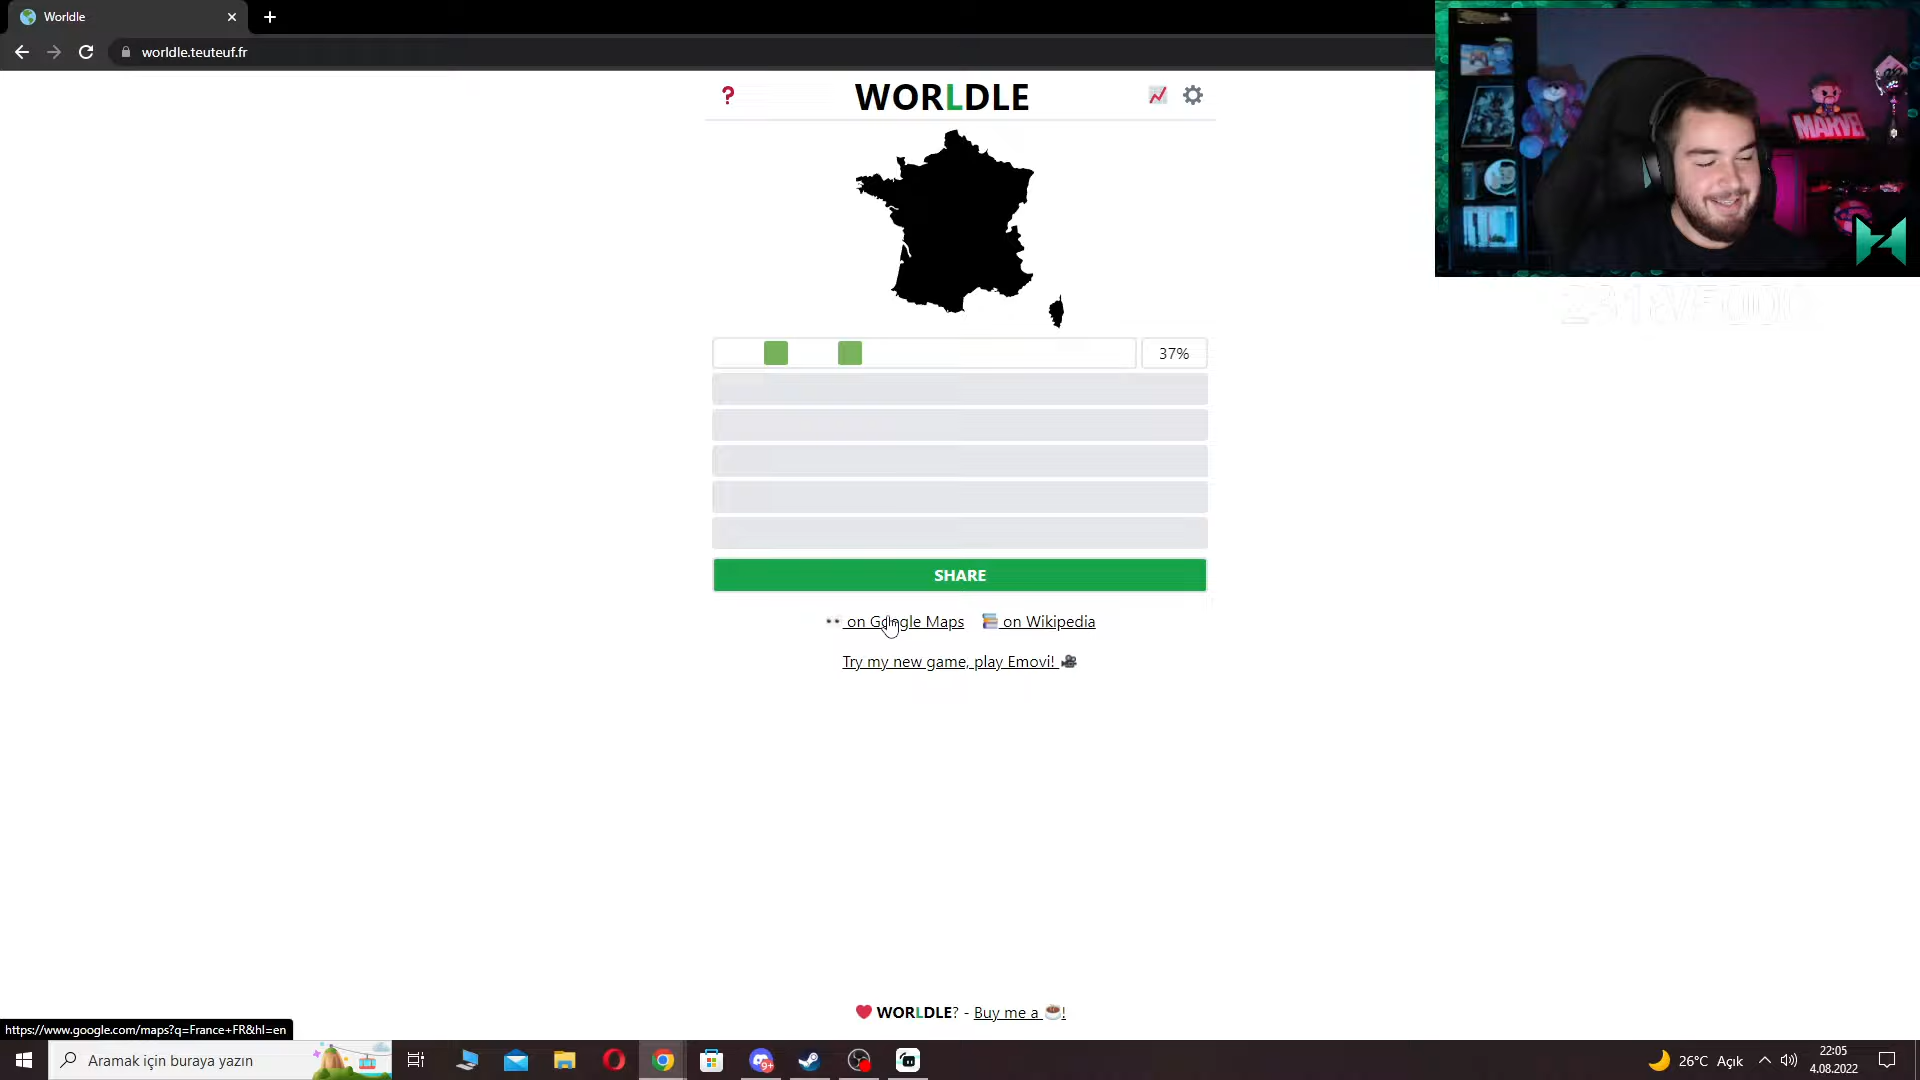 Worldle
worldle.teuteuf.fr
?
WORLDLE
MARVEL
37%
SHARE
on Google Maps
on Wikipedia
Try my new game, play Emovi!
WORLDLE? - Buy me a !
https://www.google.com/maps?q=France+FR&hl=en
Aramak için buraya yazın
9+
26°C Açık
22:05
4.08.2022